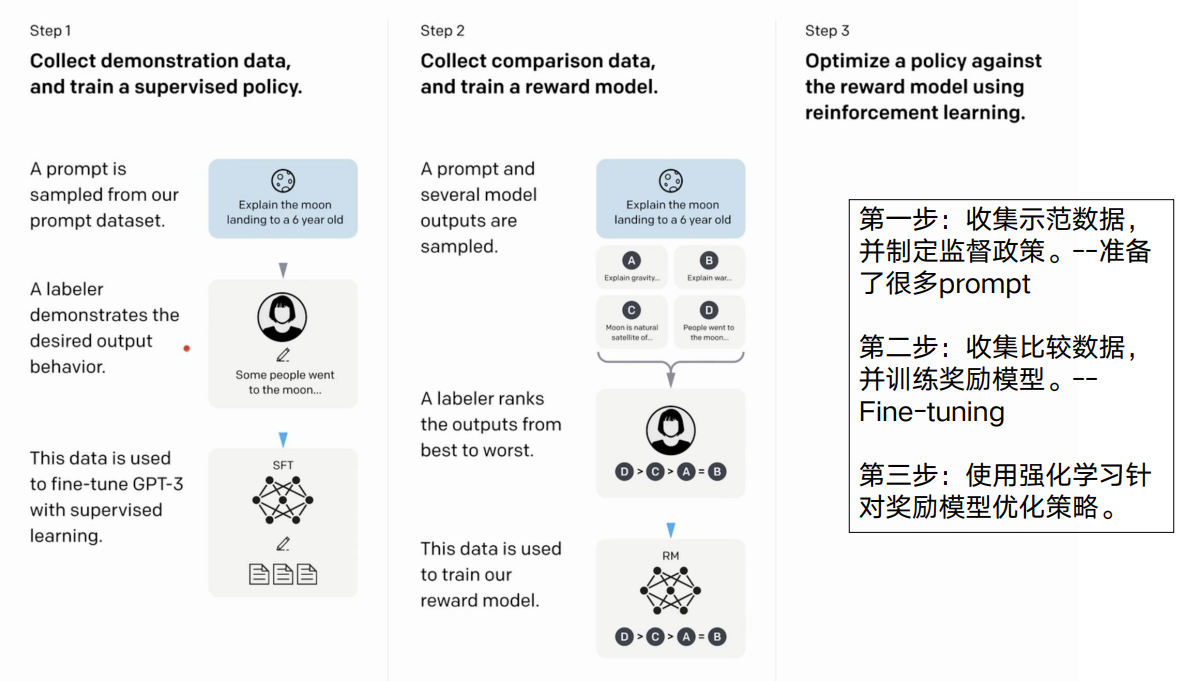 Step 1
Collect demonstration data,
and train a supervised policy.
A prompt is
sampled from our
prompt dataset.
Explain the moon
landing to a 6 year old
A labeler
demonstrates the
desired output
behavior.
Some people went
to the moon...
This data is used
to fine-tune GPT-3
with supervised
learning.
SFT
Step 2
Collect comparison data,
and train a reward model.
A prompt and
several model
outputs are
sampled.
Explain the moon
landing to a 6 year old
A
Explain gravity...
B
Explain war...
C
Moon is natural
satellite of...
D
People went to
the moon...
A labeler ranks
the outputs from
best to worst.
D > C > A = B
This data is used
to train our
reward model.
RM
D > C > A = B
Step 3
Optimize a policy against
the reward model using
reinforcement learning.
第一步：收集示范数据，
并制定监督政策。--准备
了很多prompt
第二步：收集比较数据，
并训练奖励模型。--
Fine-tuning
第三步：使用强化学习针
对奖励模型优化策略。